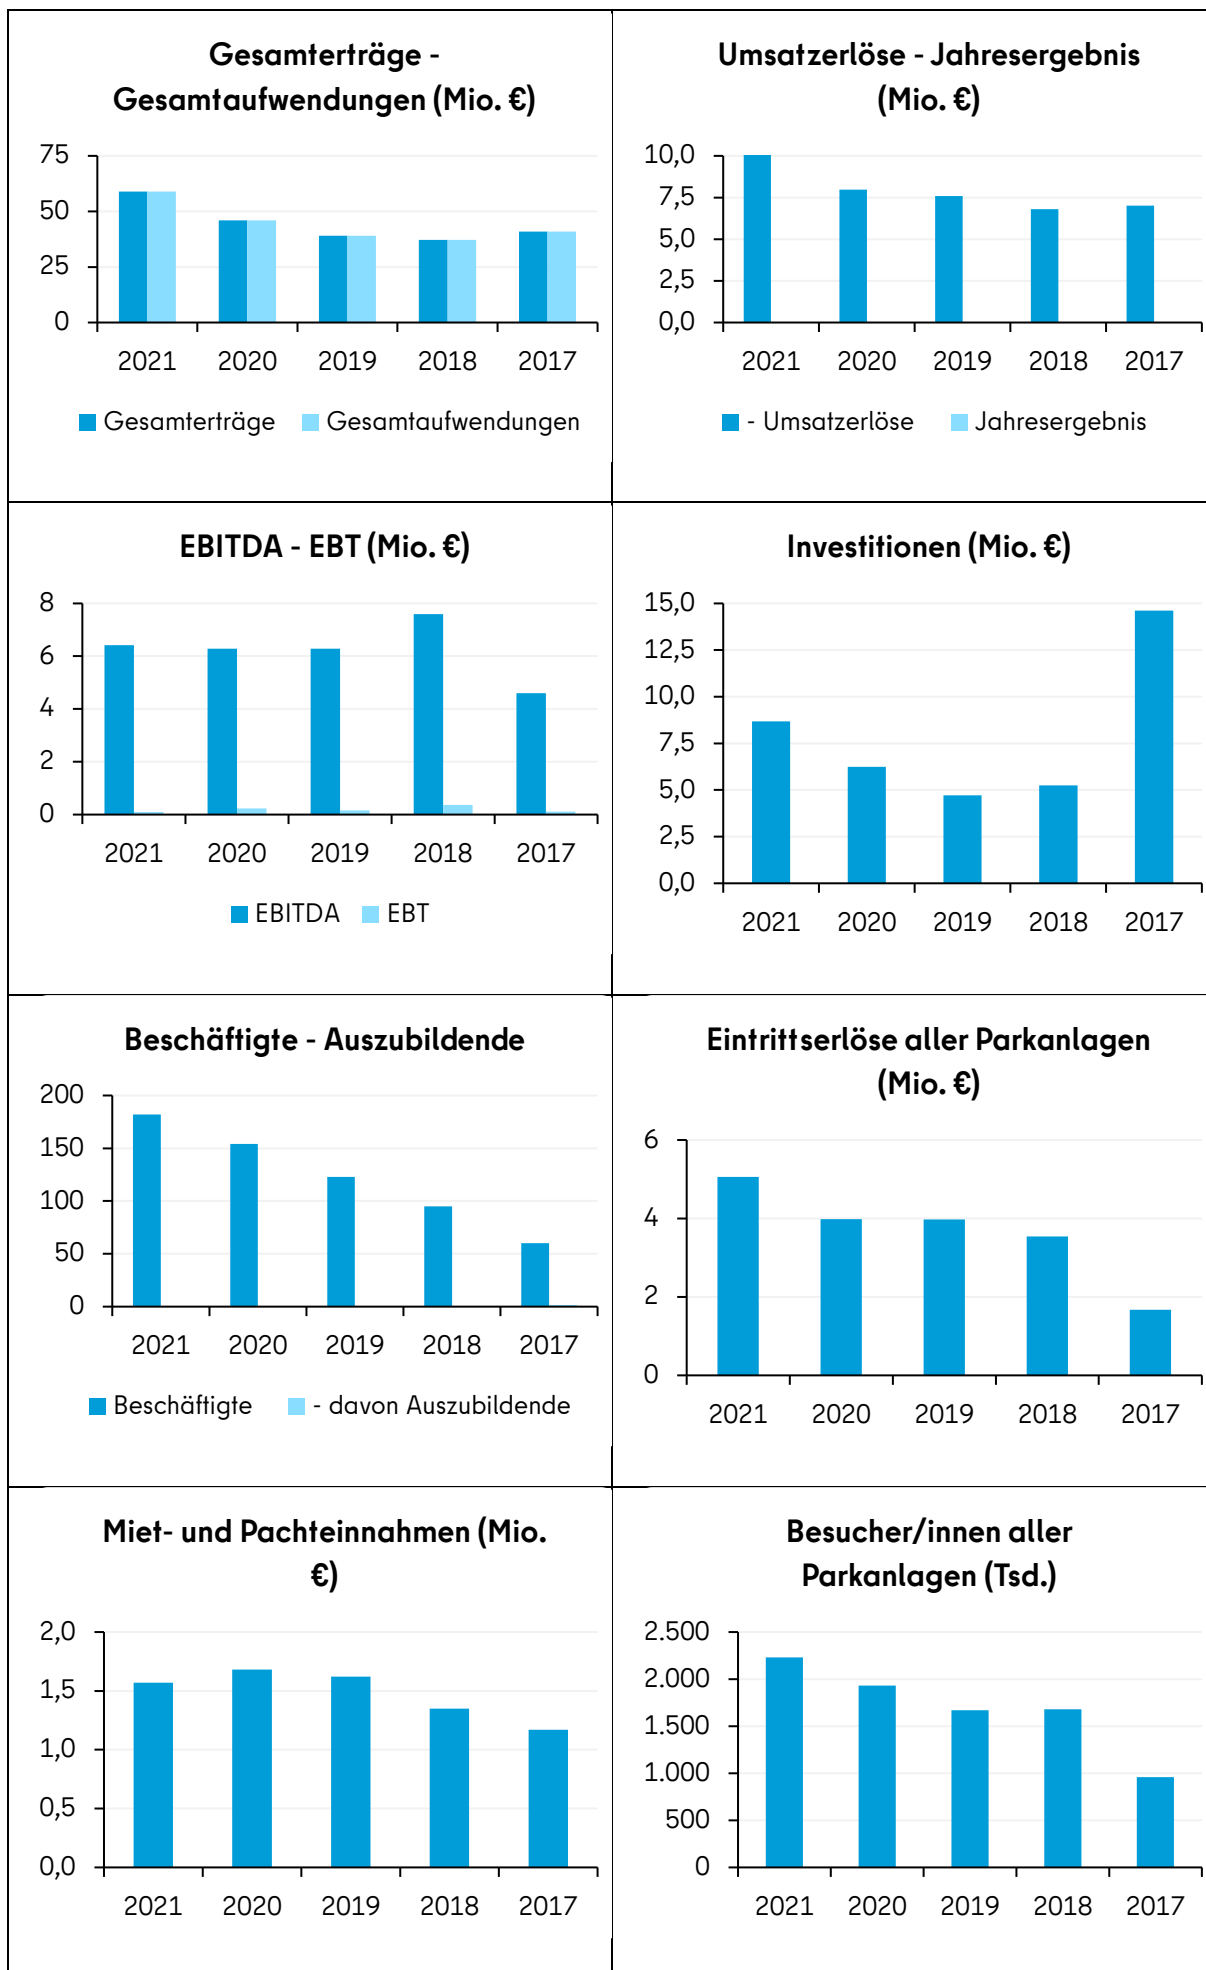 Gesamterträge -
Gesamtaufwendungen (Mio. €)
75
50
25
0
2021 2020 2019 2018 2017
Gesamterträge Gesamtaufwendungen
Umsatzerlöse - Jahresergebnis
(Mio. €)
10,0
7,5
5,0
2,5
0,0
2021 2020 2019 2018 2017
- Umsatzerlöse Jahresergebnis
EBITDA - EBT (Mio. €)
8
6
4
2
0
2021 2020 2019 2018 2017
EBITDA EBT
Investitionen (Mio. €)
15,0
12,5
10,0
7,5
5,0
2,5
0,0
2021 2020 2019 2018 2017
Beschäftigte - Auszubildende
200
150
100
50
0
2021 2020 2019 2018 2017
Beschäftigte - davon Auszubildende
Eintrittserlöse aller Parkanlagen
(Mio. €)
6
4
2
0
2021 2020 2019 2018 2017
Miet- und Pachteinnahmen (Mio.
€)
2,0
1,5
1,0
0,5
0,0
2021 2020 2019 2018 2017
Besucher/innen aller
Parkanlagen (Tsd.)
2.500
2.000
1.500
1.000
500
0
2021 2020 2019 2018 2017